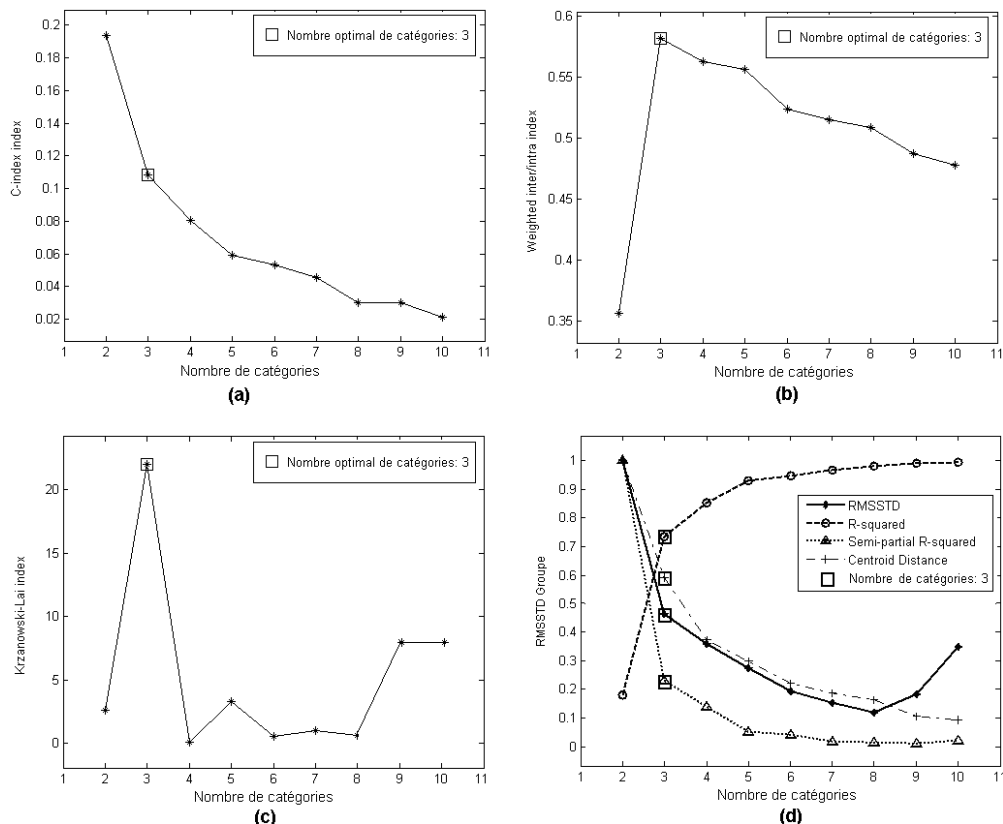 0.2
0.18
0.16
0.14
0.12
0.1
0.08
0.06
0.04
0.02
C-index index
Nombre optimal de catégories: 3
1 2 3 4 5 6 7 8 9 10 11
Nombre de catégories
(a)
0.6
0.55
0.5
0.45
0.4
0.35
Weighted inter/intra index
Nombre optimal de catégories: 3
1 2 3 4 5 6 7 8 9 10 11
Nombre de catégories
(b)
20
15
10
5
0
Krzanowski-Lai index
Nombre optimal de catégories: 3
1 2 3 4 5 6 7 8 9 10 11
Nombre de catégories
(c)
1
0.9
0.8
0.7
0.6
0.5
0.4
0.3
0.2
0.1
0
RMSSTD Groupe
RMSSTD
R-squared
Semi-partial R-squared
Centroid Distance
Nombre de catégories: 3
1 2 3 4 5 6 7 8 9 10 11
Nombre de catégories
(d)